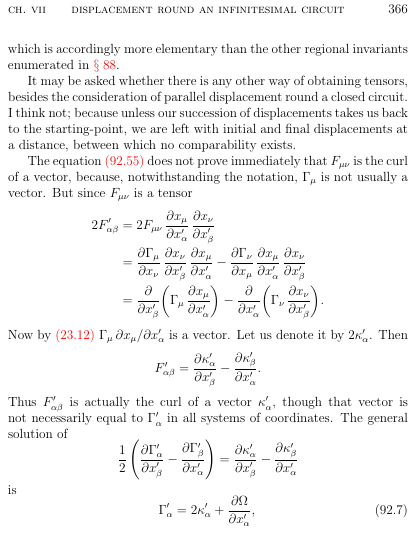 CH. VII DISPLACEMENT ROUND AN INFINITESIMAL CIRCUIT 366
which is accordingly more elementary than the other regional invariants
enumerated in § 88.
It may be asked whether there is any other way of obtaining tensors,
besides the consideration of parallel displacement round a closed circuit.
I think not; because unless our succession of displacements takes us back
to the starting-point, we are left with initial and final displacements at
a distance, between which no comparability exists.
The equation (92.55) does not prove immediately that F_{μν} is the curl
of a vector, because, notwithstanding the notation, Γ_μ is not usually a
vector. But since F_{μν} is a tensor
2F'_{αβ} = 2F_{μν} ∂x_μ/∂x'_α ∂x_ν/∂x'_β
= ∂Γ_μ/∂x_ν ∂x_ν/∂x'_β ∂x_μ/∂x'_α − ∂Γ_ν/∂x_μ ∂x_μ/∂x'_α ∂x_ν/∂x'_β
= ∂/∂x'_β (Γ_μ ∂x_μ/∂x'_α) − ∂/∂x'_α (Γ_ν ∂x_ν/∂x'_β).
Now by (23.12) Γ_μ ∂x_μ/∂x'_α is a vector. Let us denote it by 2κ'_α. Then
F'_{αβ} = ∂κ'_α/∂x'_β − ∂κ'_β/∂x'_α.
Thus F'_{αβ} is actually the curl of a vector κ'_α, though that vector is
not necessarily equal to Γ'_α in all systems of coordinates. The general
solution of
1/2 (∂Γ'_α/∂x'_β − ∂Γ'_β/∂x'_α) = ∂κ'_α/∂x'_β − ∂κ'_β/∂x'_α
is
Γ'_α = 2κ'_α + ∂Ω/∂x'_α, (92.7)